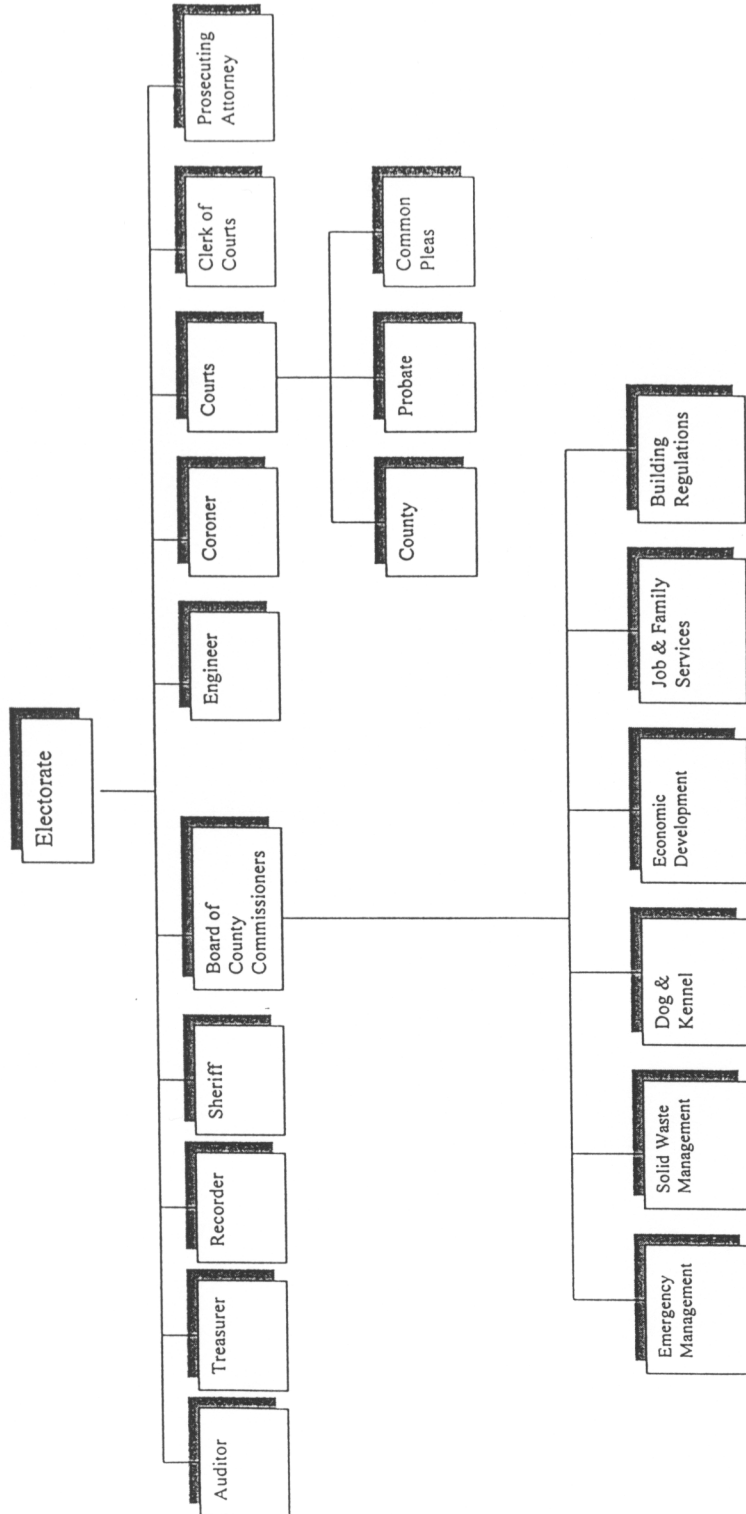 Electorate
Auditor
Treasurer
Recorder
Sheriff
Board of
County
Commissioners
Engineer
Coroner
Courts
Clerk of
Courts
Prosecuting
Attorney
County
Probate
Common
Pleas
Emergency
Management
Solid Waste
Management
Dog &
Kennel
Economic
Development
Job & Family
Services
Building
Regulations